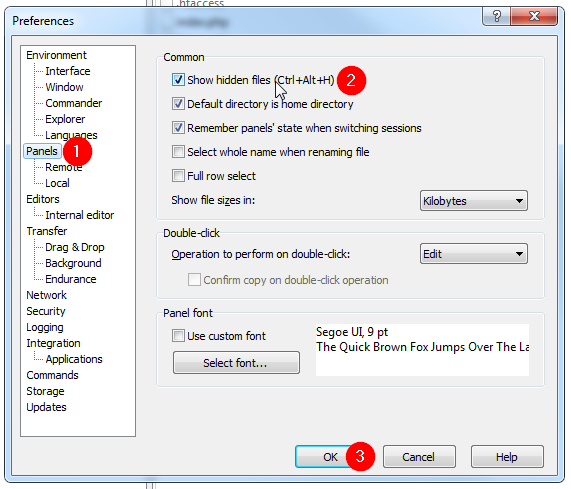 .htaccess
index.php
Preferences
?
Environment
Interface
Window
Commander
Explorer
Languages
Panels 1
Remote
Local
Editors
Internal editor
Transfer
Drag & Drop
Background
Endurance
Network
Security
Logging
Integration
Applications
Commands
Storage
Updates
Common
Show hidden files (Ctrl+Alt+H) 2
Default directory is home directory
Remember panels' state when switching sessions
Select whole name when renaming file
Full row select
Show file sizes in: Kilobytes
Double-click
Operation to perform on double-click: Edit
Confirm copy on double-click operation
Panel font
Use custom font
Select font...
Segoe UI, 9 pt
The Quick Brown Fox Jumps Over The La
OK 3 Cancel Help